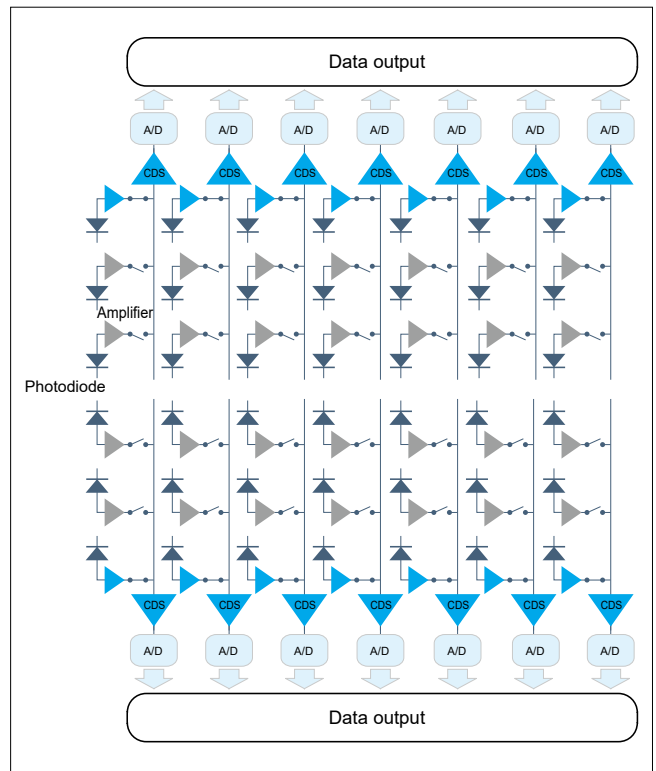 Data output
A/D A/D A/D A/D A/D A/D A/D
CDS CDS CDS CDS CDS CDS CDS
Amplifier
Photodiode
CDS CDS CDS CDS CDS CDS CDS
A/D A/D A/D A/D A/D A/D A/D
Data output